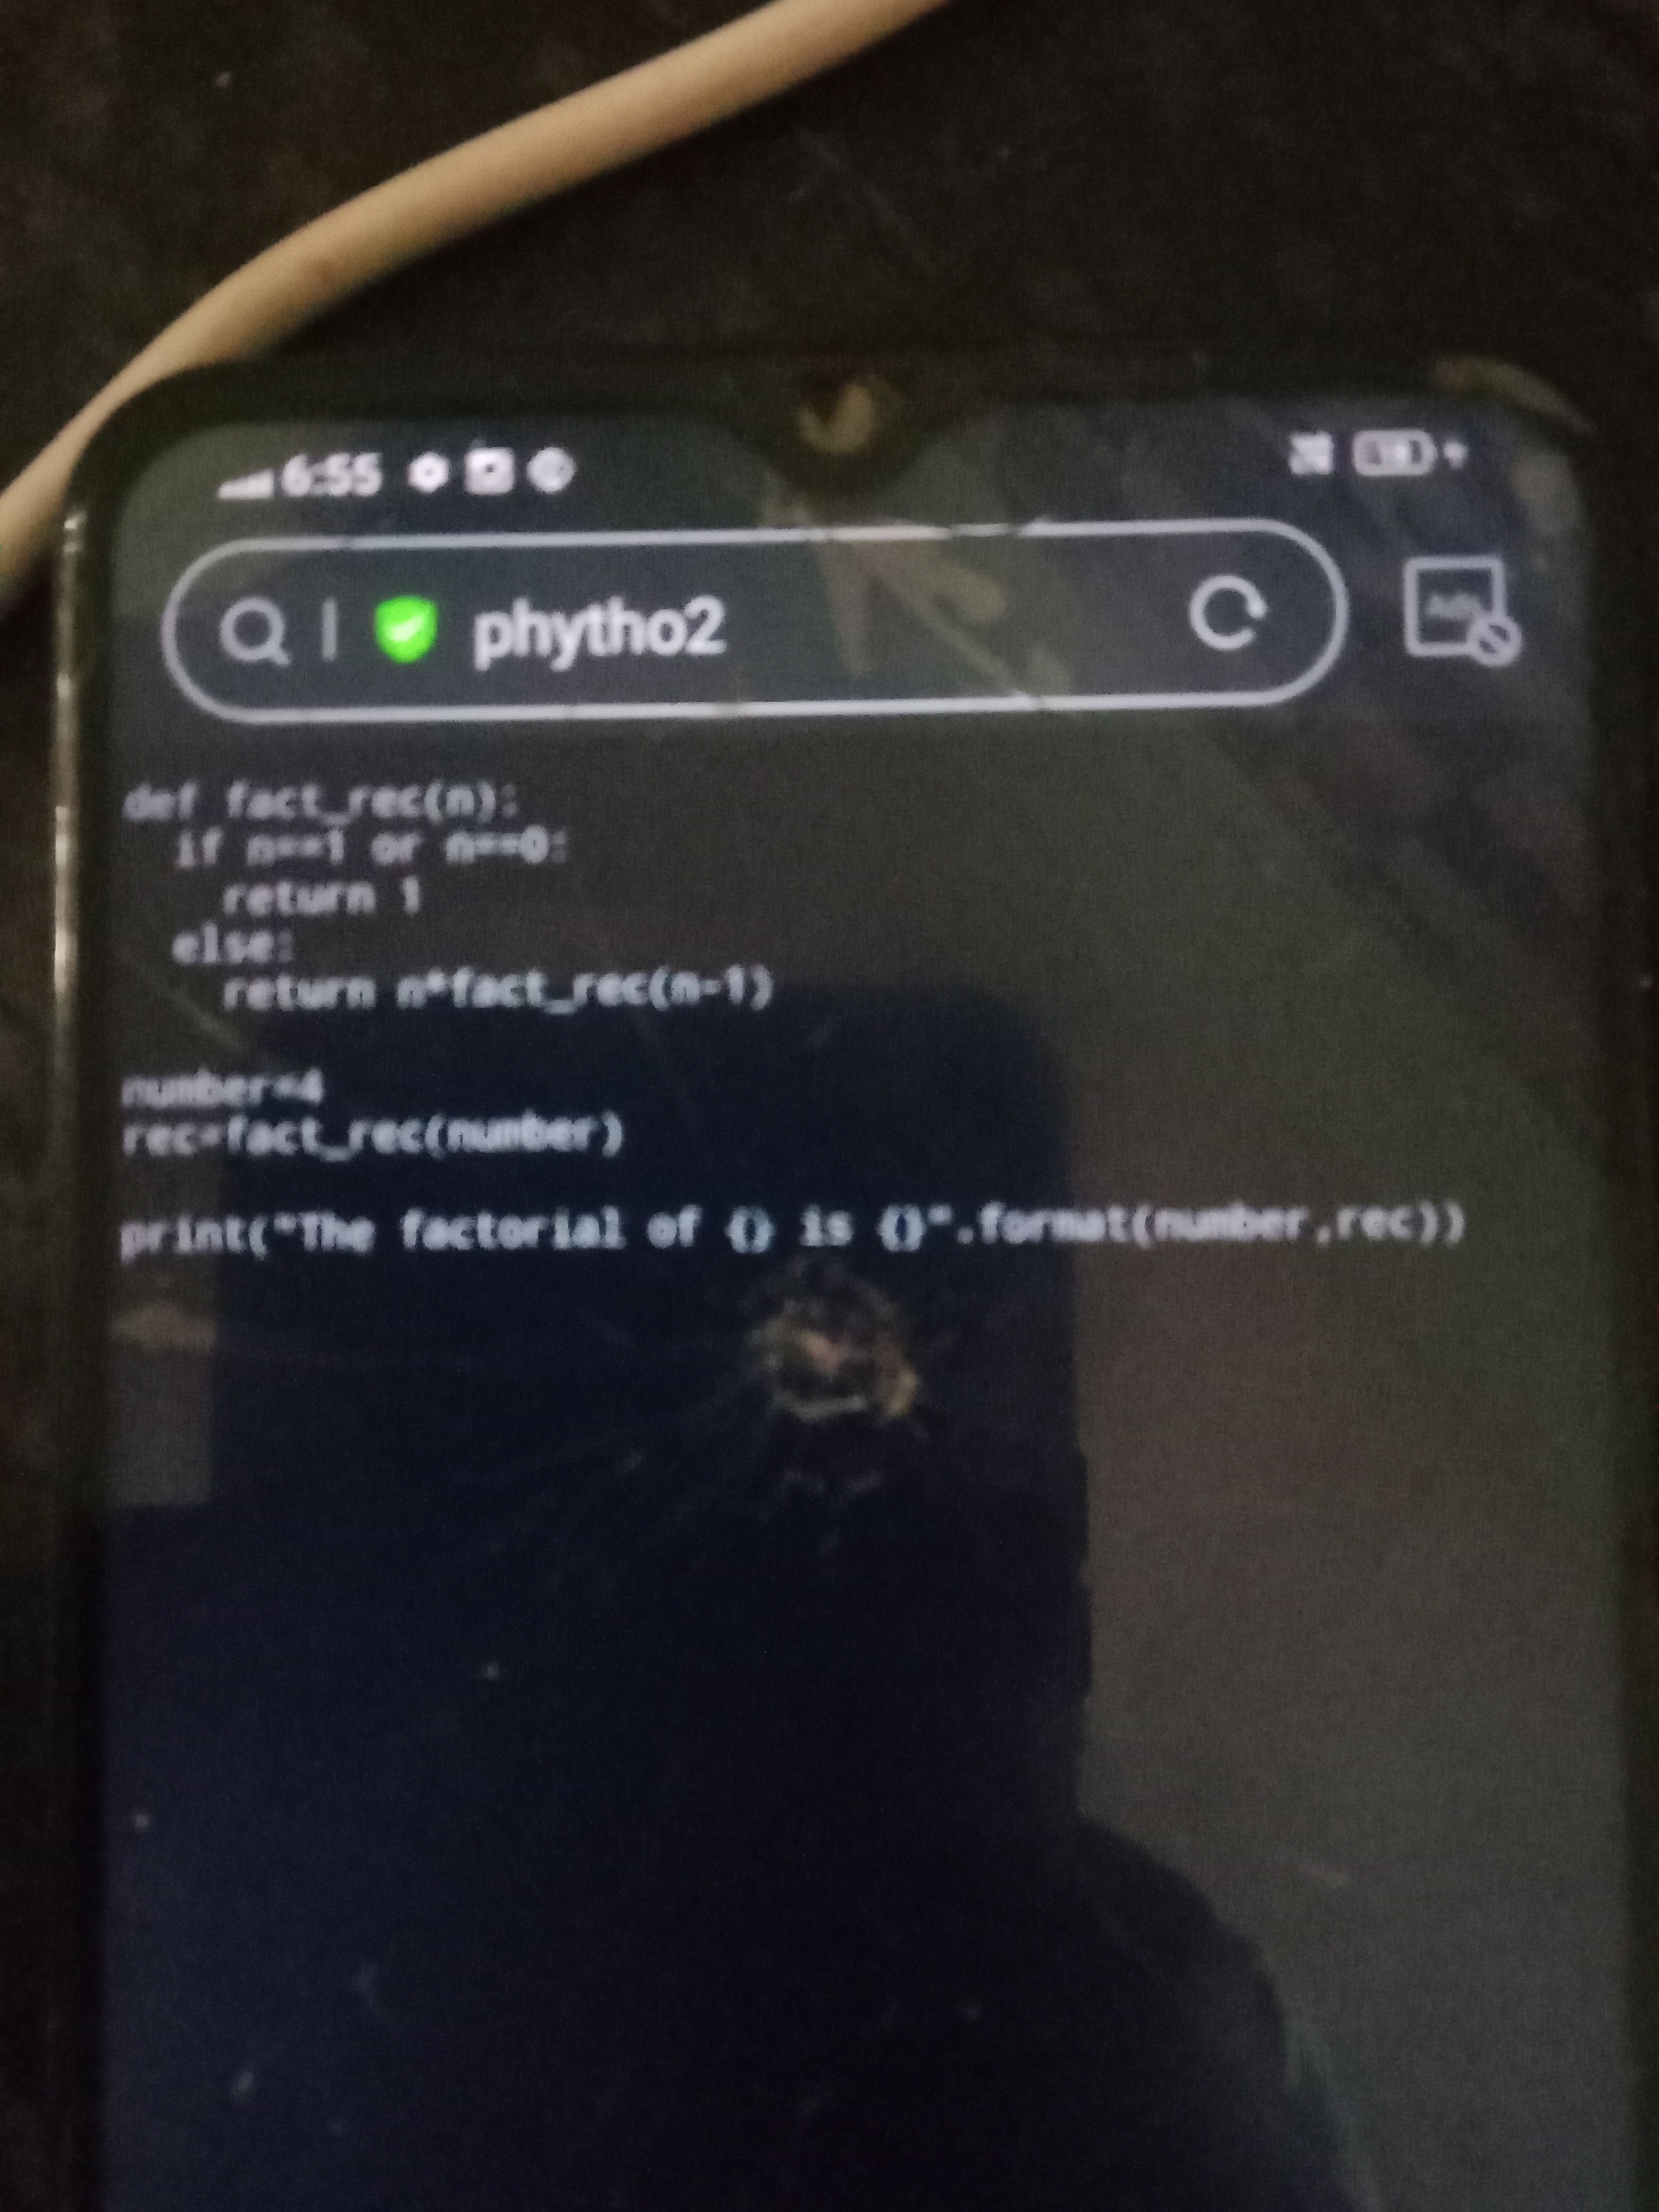 6:55
phytho2
def fact_rec(n):
  if n==1 or n==0:
    return 1
  else:
    return n*fact_rec(n-1)

number=4
rec=fact_rec(number)

print("The factorial of {} is {}".format(number,rec))